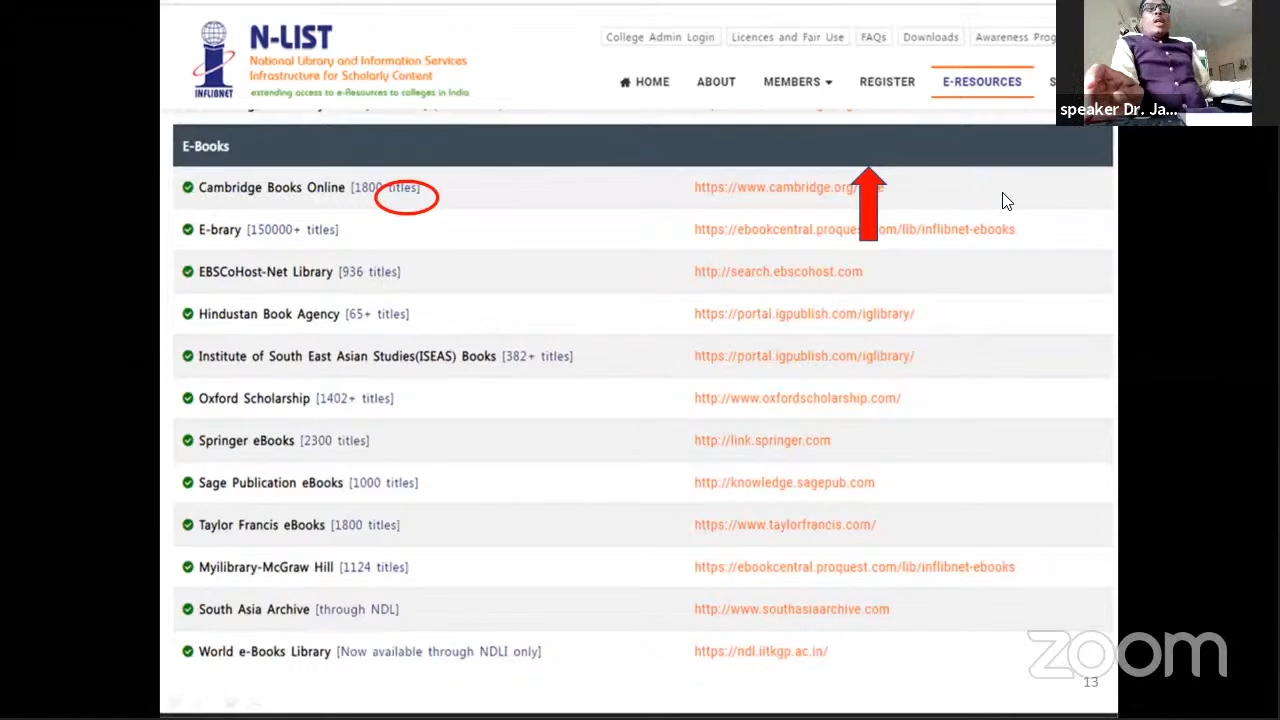 N-LIST
National Library and Information Services
Infrastructure for Scholarly Content
extending access to e-Resources to colleges in India
INFLIBNET
College Admin Login Licences and Fair Use FAQs Downloads Awareness
HOME ABOUT MEMBERS REGISTER E-RESOURCES
speaker Dr. Ja...
E-Books
Cambridge Books Online [1800 titles] https://www.cambridge.org/
E-brary [150000+ titles] https://ebookcentral.proquest.com/lib/inflibnet-ebooks
EBSCoHost-Net Library [936 titles] http://search.ebscohost.com
Hindustan Book Agency [65+ titles] https://portal.igpublish.com/iglibrary/
Institute of South East Asian Studies(ISEAS) Books [382+ titles] https://portal.igpublish.com/iglibrary/
Oxford Scholarship [1402+ titles] http://www.oxfordscholarship.com/
Springer eBooks [2300 titles] http://link.springer.com
Sage Publication eBooks [1000 titles] http://knowledge.sagepub.com
Taylor Francis eBooks [1800 titles] https://www.taylorfrancis.com/
Myilibrary-McGraw Hill [1124 titles] https://ebookcentral.proquest.com/lib/inflibnet-ebooks
South Asia Archive [through NDL] http://www.southasiaarchive.com
World e-Books Library [Now available through NDLI only] https://ndl.iitkgp.ac.in/
zoom
13